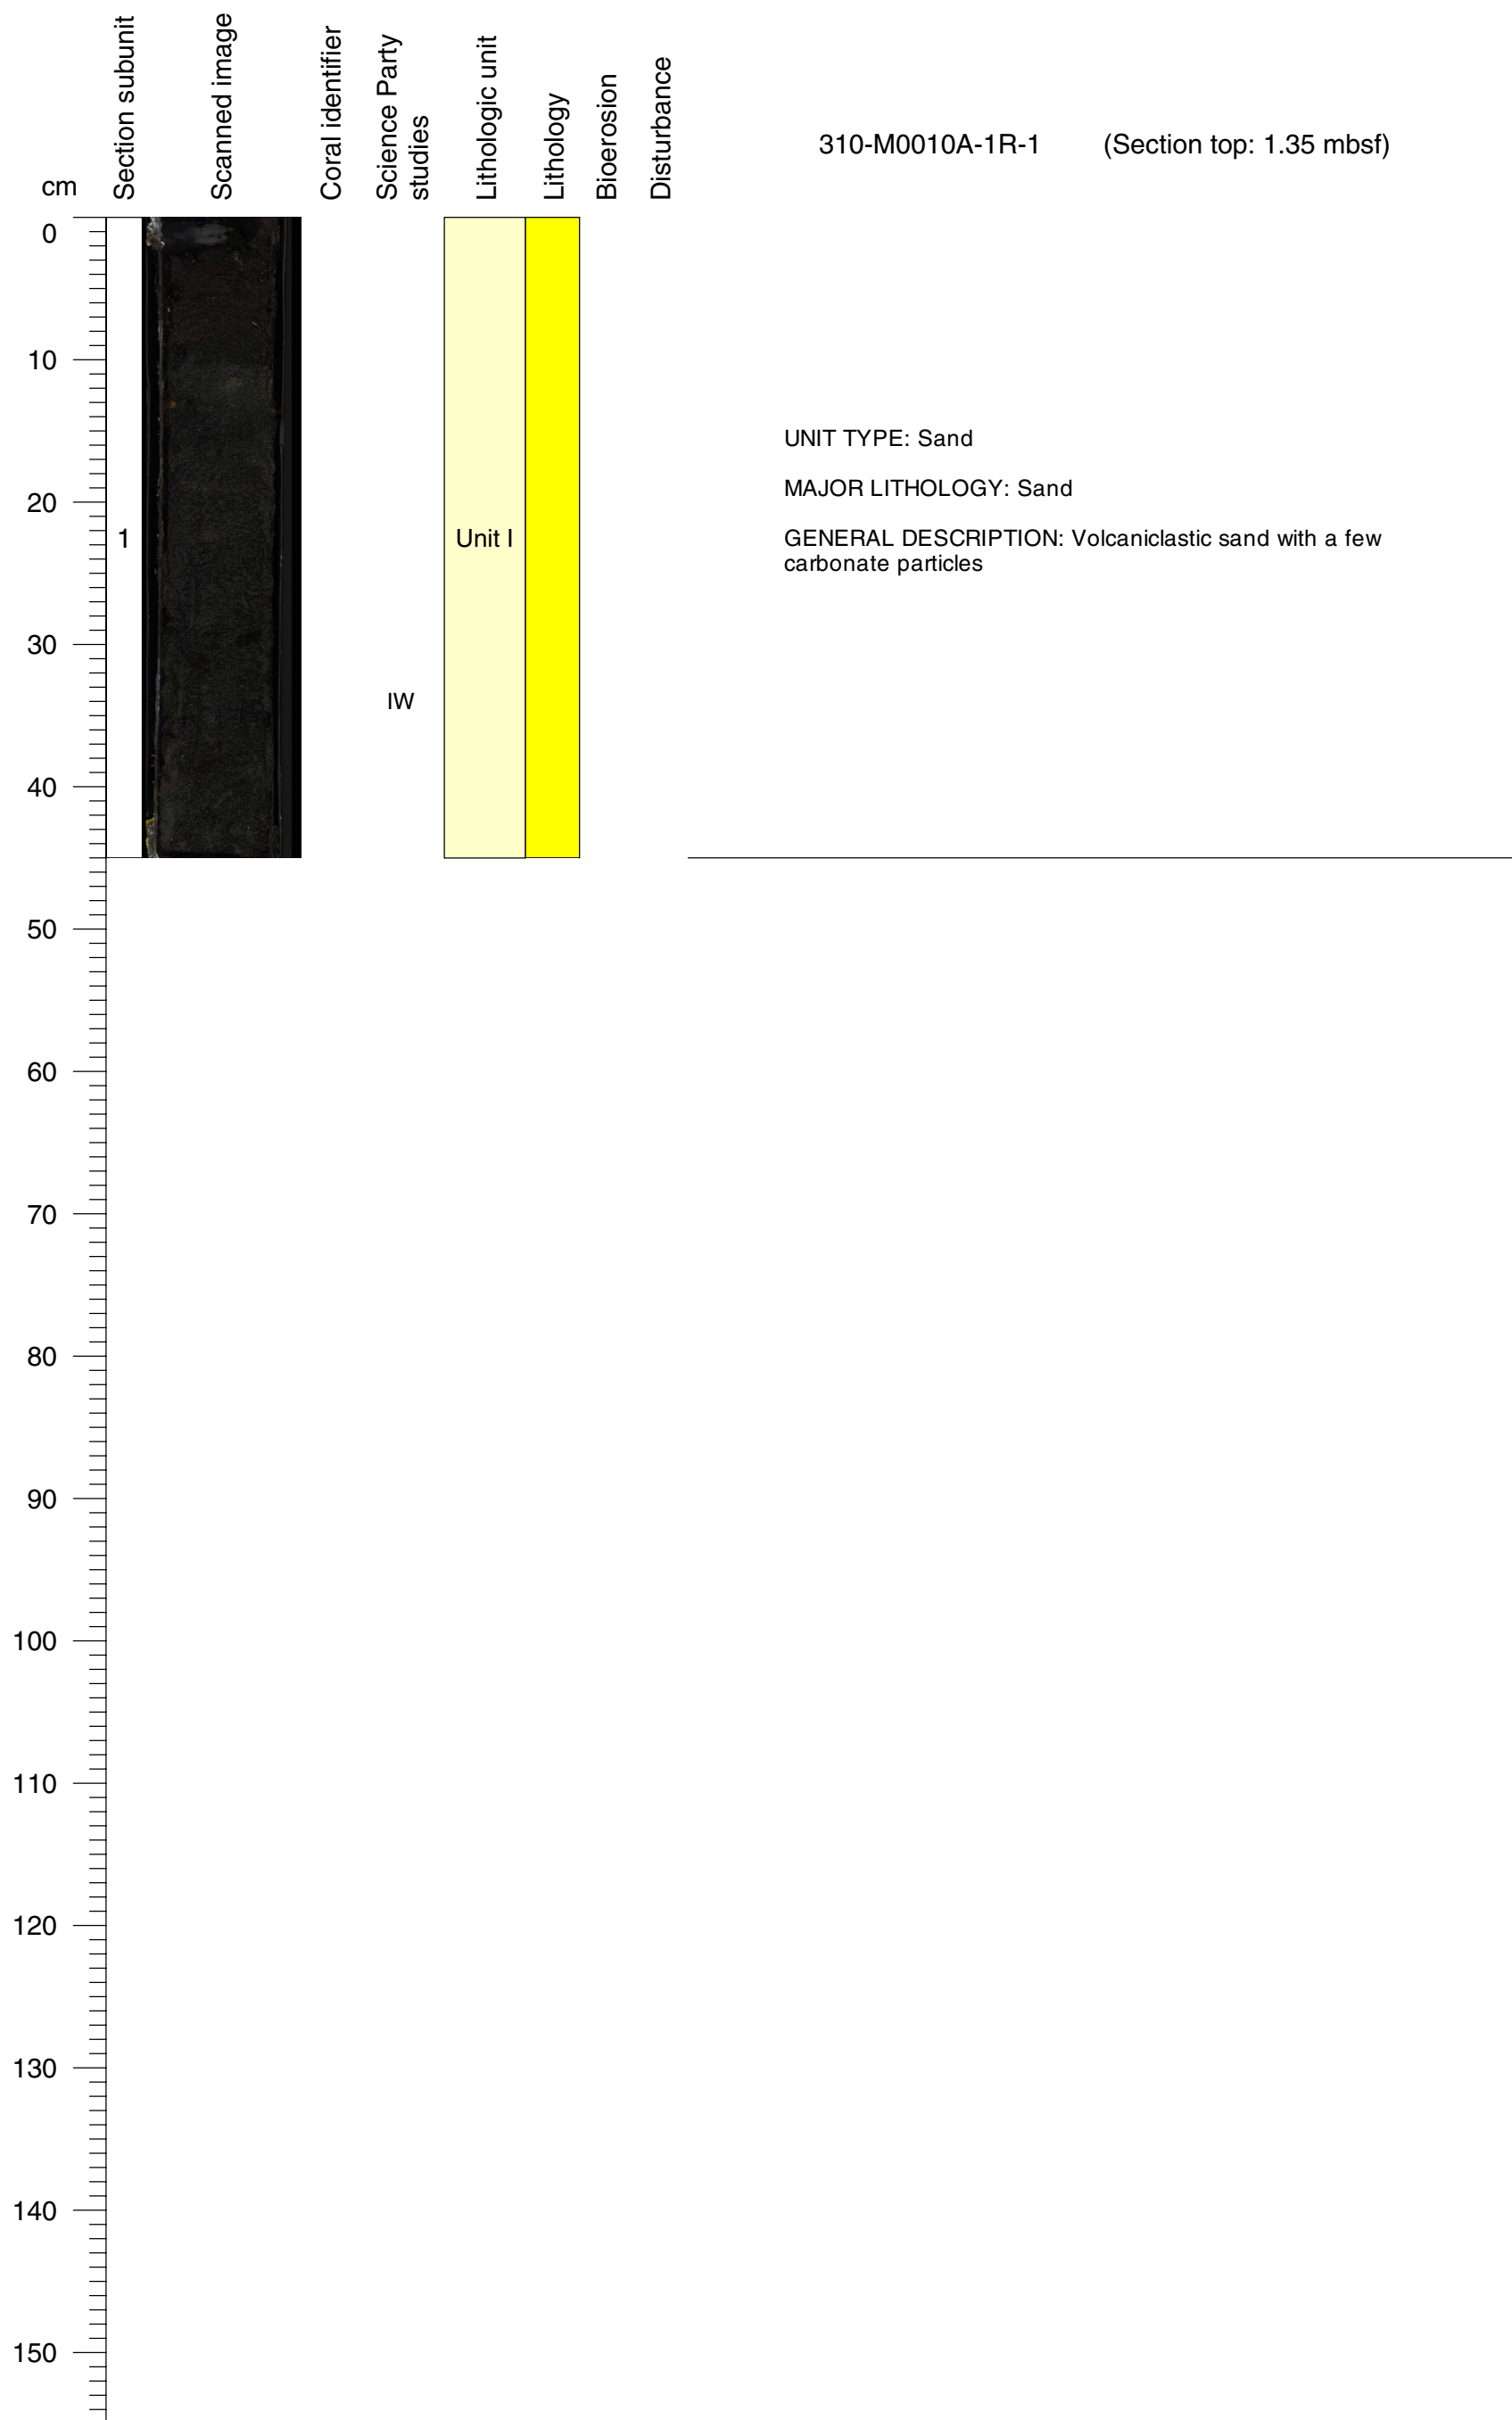 Section subunit
Scanned image
Coral identifier
Science Party
studies
Lithologic unit
Lithology
Bioerosion
Disturbance
310-M0010A-1R-1 (Section top: 1.35 mbsf)
cm
0
10
UNIT TYPE: Sand
MAJOR LITHOLOGY: Sand
20
1
Unit I
GENERAL DESCRIPTION: Volcaniclastic sand with a few
carbonate particles
30
IW
40
50
60
70
80
90
100
110
120
130
140
150